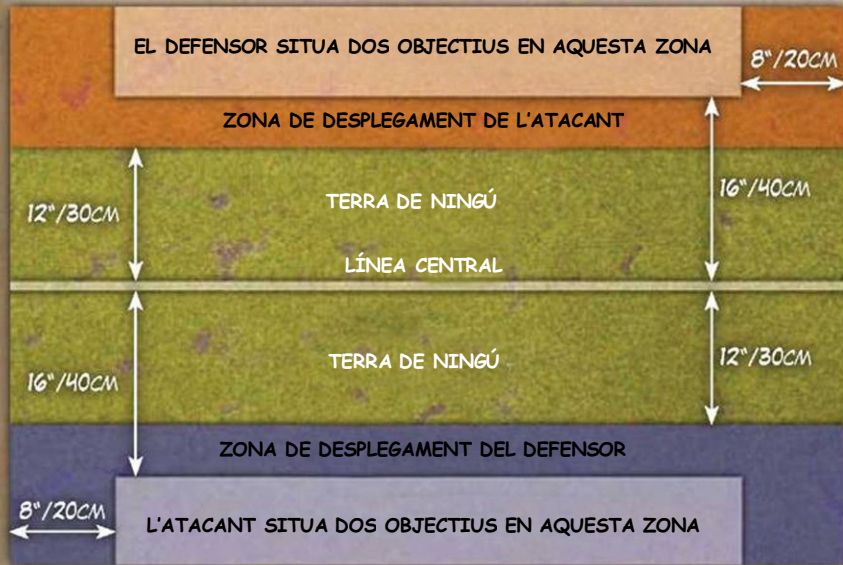 EL DEFENSOR SITUA DOS OBJECTIUS EN AQUESTA ZONA
8"/20CM
ZONA DE DESPLEGAMENT DE L'ATACANT
16"/40CM
12"/30CM
TERRA DE NINGÚ
LÍNEA CENTRAL
TERRA DE NINGÚ
12"/30CM
16"/40CM
ZONA DE DESPLEGAMENT DEL DEFENSOR
8"/20CM
L'ATACANT SITUA DOS OBJECTIUS EN AQUESTA ZONA